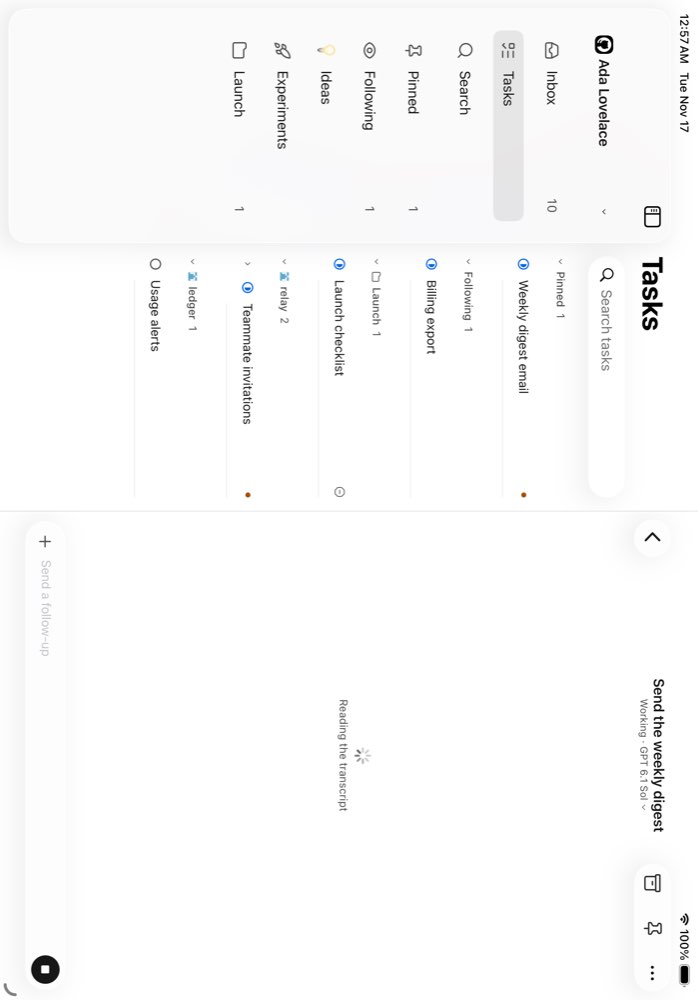 12:57 AM Tue Nov 17
100%
Ada Lovelace
Inbox 10
Tasks
Search
Pinned 1
Following 1
Ideas
Experiments
Launch 1
Tasks
Search tasks
Pinned 1
Weekly digest email
Following 1
Billing export
Launch 1
Launch checklist
relay 2
Teammate invitations
ledger 1
Usage alerts
Send the weekly digest
Working · GPT 6.1 Sol
Reading the transcript
Send a follow-up